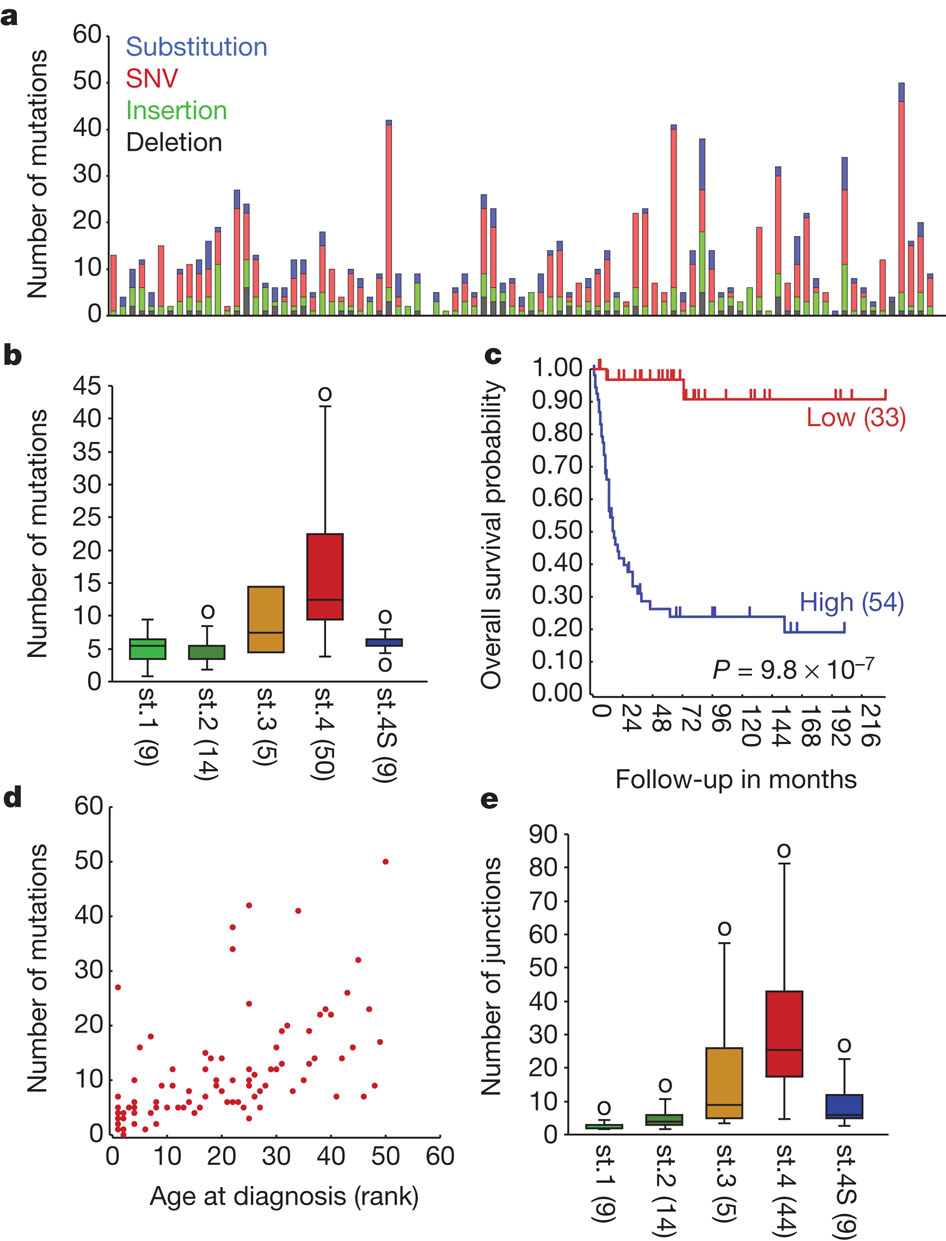 a
Number of mutations
60
50
40
30
20
10
0
Substitution
SNV
Insertion
Deletion
b
Number of mutations
45
40
35
30
25
20
15
10
5
0
st.1 (9)
st.2 (14)
st.3 (5)
st.4 (50)
st.4S (9)
c
Overall survival probability
1.00
0.90
0.80
0.70
0.60
0.50
0.40
0.30
0.20
0.10
0.00
Low (33)
High (54)
P = 9.8 × 10⁻⁷
0 24 48 72 96 120 144 168 192 216
Follow-up in months
d
Number of mutations
60
50
40
30
20
10
0
0 10 20 30 40 50 60
Age at diagnosis (rank)
e
Number of junctions
90
80
70
60
50
40
30
20
10
0
st.1 (9)
st.2 (14)
st.3 (5)
st.4 (44)
st.4S (9)